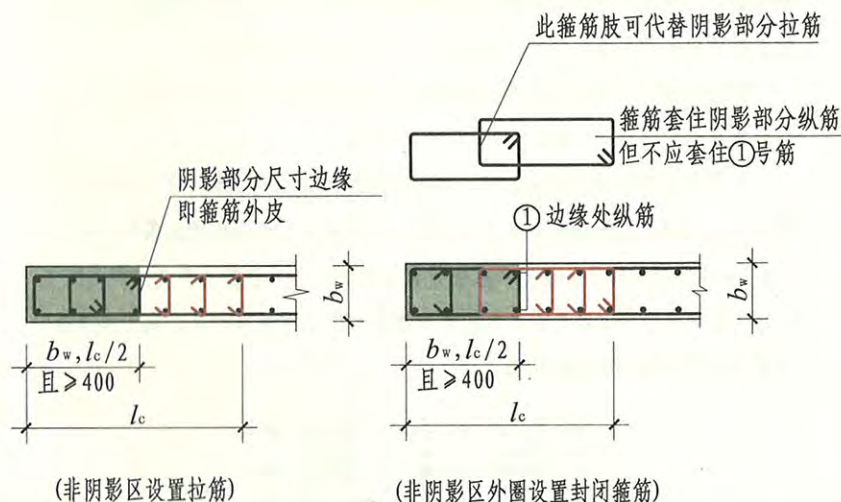 此箍筋肢可代替阴影部分拉筋
箍筋套住阴影部分纵筋
但不应套住①号筋
阴影部分尺寸边缘
即箍筋外皮
① 边缘处纵筋
bw
bw
bw,lc/2
且≥400
lc
bw,lc/2
且≥400
lc
(非阴影区设置拉筋)
(非阴影区外圈设置封闭箍筋)